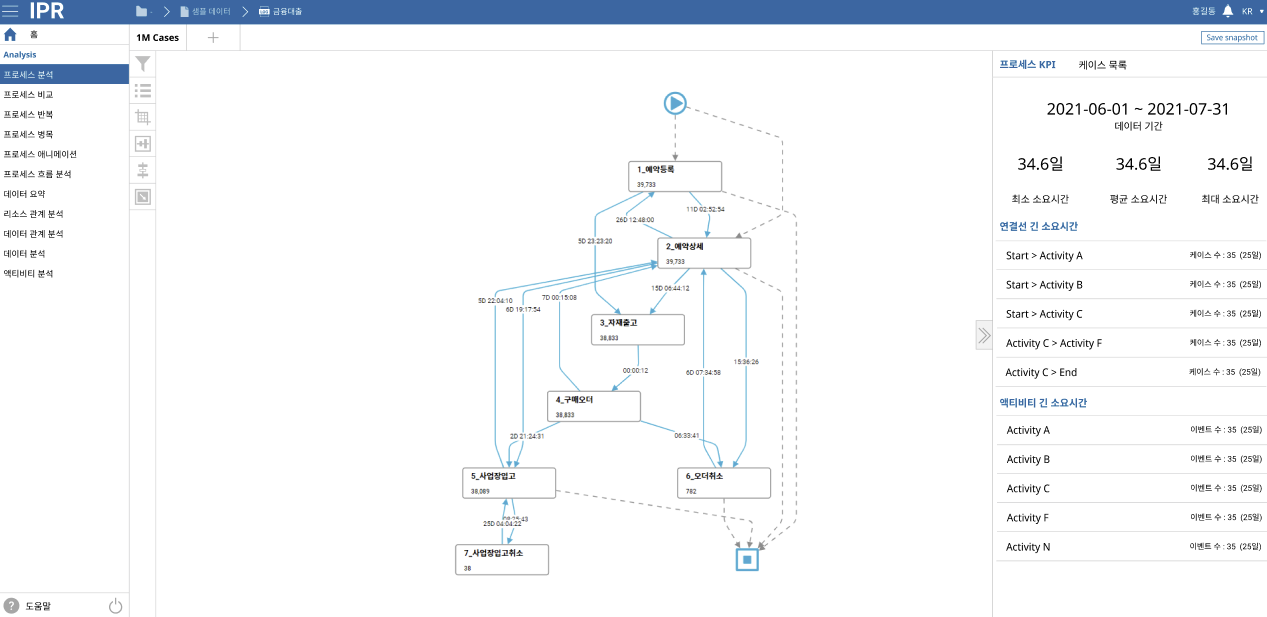 IPR
샘플 데이터
금융대출
홍길동
KR
홈
1M Cases
Save snapshot
Analysis
프로세스 분석
프로세스 비교
프로세스 반복
프로세스 병목
프로세스 애니메이션
프로세스 흐름 분석
데이터 요약
리소스 관계 분석
데이터 관계 분석
데이터 분석
액티비티 분석
도움말
1_예약등록
39,733
11D 02:52:54
26D 12:48:00
5D 23:23:20
2_예약상세
39,733
15D 06:44:12
7D 00:15:08
5D 22:04:10
6D 19:17:54
3_자재출고
38,833
00:00:12
6D 07:34:58
15:36:26
4_구매오더
38,833
2D 21:24:31
06:33:41
5_사업장입고
38,089
6_오더취소
782
25D 04:04:22
7_사업장입고취소
38
프로세스 KPI
케이스 목록
2021-06-01 ~ 2021-07-31
데이터 기간
34.6일 34.6일 34.6일
최소 소요시간 평균 소요시간 최대 소요시간
연결선 긴 소요시간
Start > Activity A 케이스 수 : 35 (25일)
Start > Activity B 케이스 수 : 35 (25일)
Start > Activity C 케이스 수 : 35 (25일)
Activity C > Activity F 케이스 수 : 35 (25일)
Activity C > End 케이스 수 : 35 (25일)
액티비티 긴 소요시간
Activity A 이벤트 수 : 35 (25일)
Activity B 이벤트 수 : 35 (25일)
Activity C 이벤트 수 : 35 (25일)
Activity F 이벤트 수 : 35 (25일)
Activity N 이벤트 수 : 35 (25일)